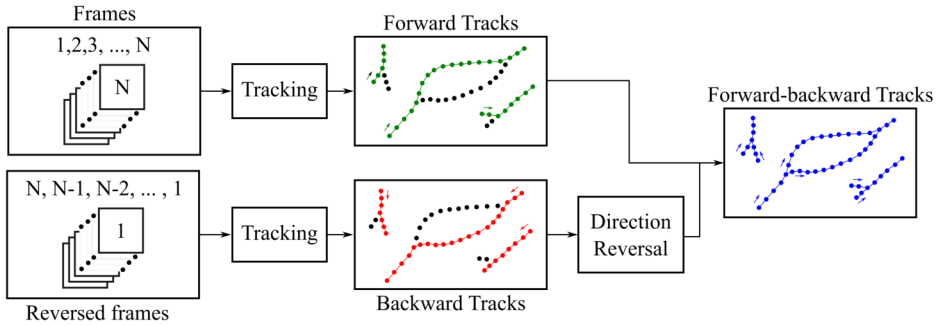 Frames
1,2,3, ..., N
N
Tracking
Forward Tracks
Forward-backward Tracks
N, N-1, N-2, ... , 1
1
Tracking
Direction
Reversal
Reversed frames
Backward Tracks